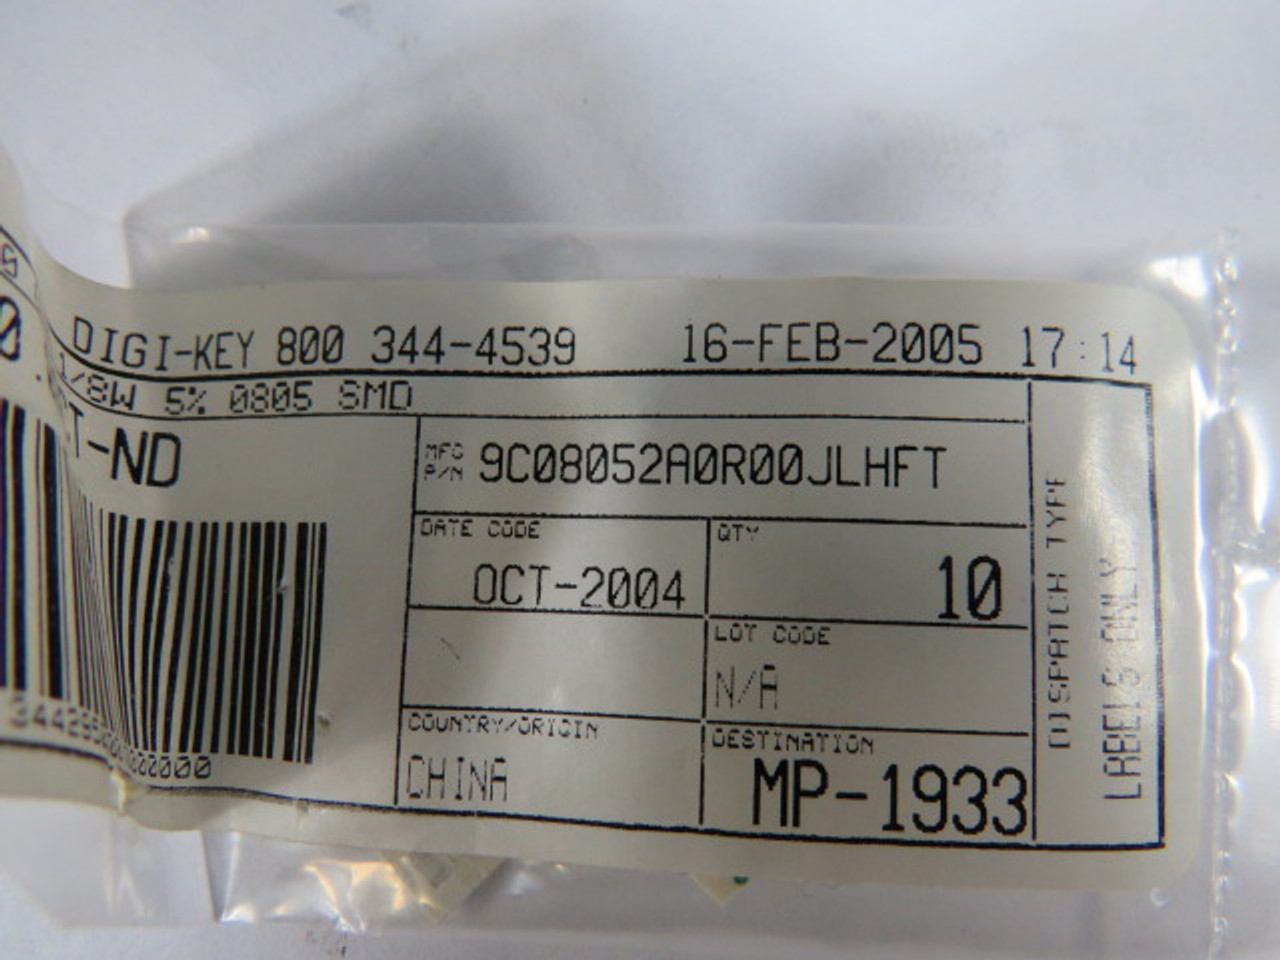 DIGI-KEY 800 344-4539 16-FEB-2005 17:14
1/8W 5% 0805 SMD
T-ND
MFG P/N 9C08052A0R00JLHFT
DATE CODE
OCT-2004
QTY
10
LOT CODE
N/A
COUNTRY/ORIGIN
CHINA
DESTINATION
MP-1933
DISPATCH TYPE
LABELS ONLY